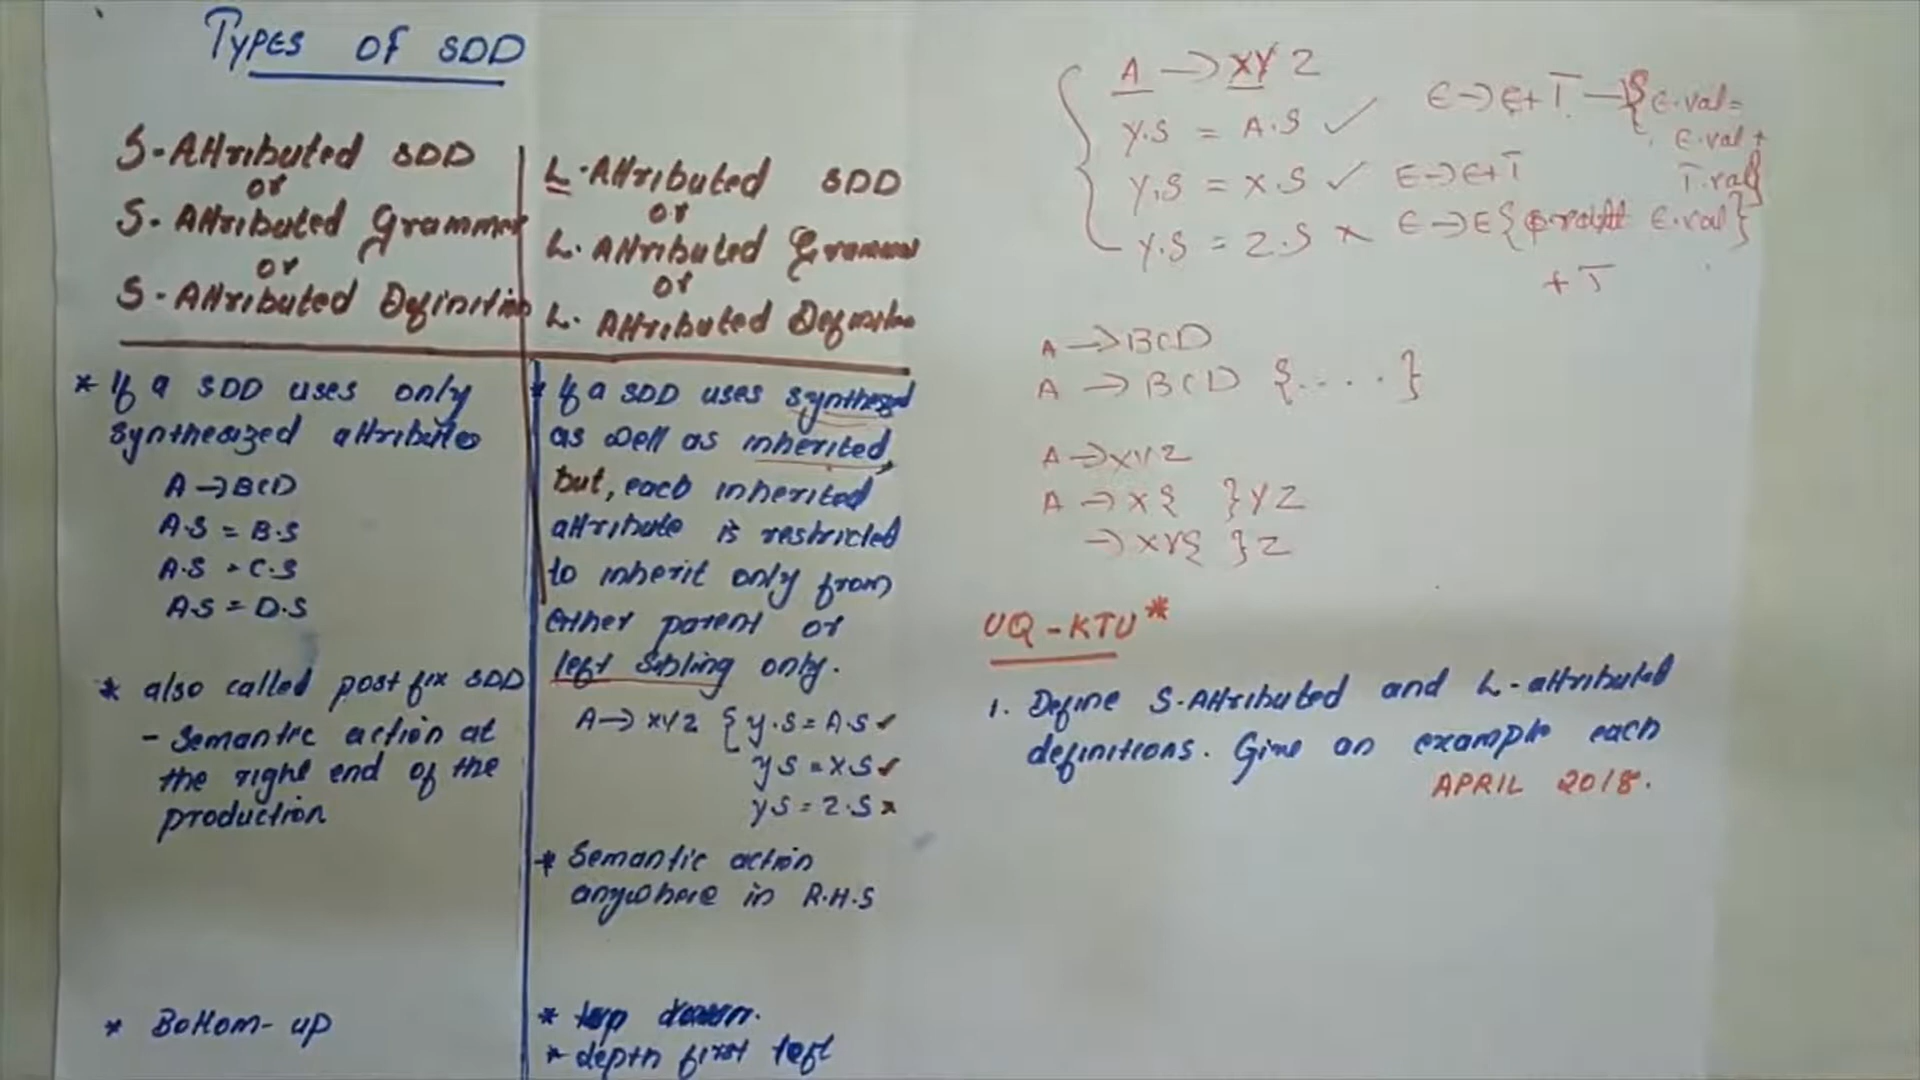 Types of SDD
S-Attributed SDD
or
S-Attributed Grammar
or
S-Attributed Definition
* If a SDD uses only
synthesized attributes
A → BCD
A.S = B.S
A.S = C.S
A.S = D.S
* also called postfix SDD
- Semantic action at
the right end of the
production
* Bottom-up
L-Attributed SDD
or
L-Attributed Grammar
or
L-Attributed Definition
* If a SDD uses synthesized
as well as inherited,
but, each inherited
attribute is restricted
to inherit only from
either parent or
left sibling only.
A → XYZ { Y.S = A.S ✓
Y.S = X.S ✓
Y.S = Z.S ×
* Semantic action
anywhere in R.H.S
* top down.
* depth first left
A → XYZ
Y.S = A.S ✓
Y.S = X.S ✓
Y.S = Z.S ×
E → E+T → { E.val =
E.val +
T.val }
E → E+T
E → E { print E.val }
+ T
A → BCD
A → BCD {....}
A → XYZ
A → X{ }YZ
→ XY{ }Z
UQ-KTU*
1. Define S-Attributed and L-attributed
definitions. Give an example each
APRIL 2018.